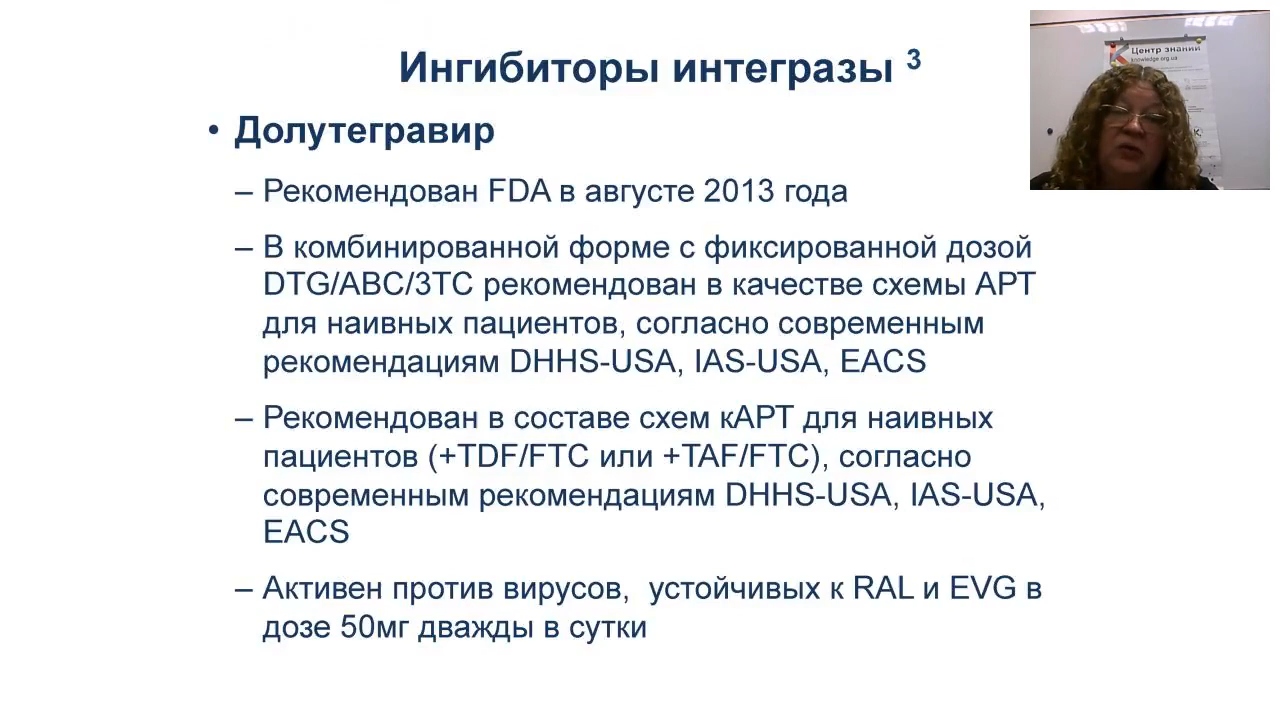 Ингибиторы интегразы ³
• Долутегравир
– Рекомендован FDA в августе 2013 года
– В комбинированной форме с фиксированной дозой
DTG/ABC/3TC рекомендован в качестве схемы АРТ
для наивных пациентов, согласно современным
рекомендациям DHHS-USA, IAS-USA, EACS
– Рекомендован в составе схем кАРТ для наивных
пациентов (+TDF/FTC или +TAF/FTC), согласно
современным рекомендациям DHHS-USA, IAS-USA,
EACS
– Активен против вирусов, устойчивых к RAL и EVG в
дозе 50мг дважды в сутки
Центр знаний
knowledge.org.ua